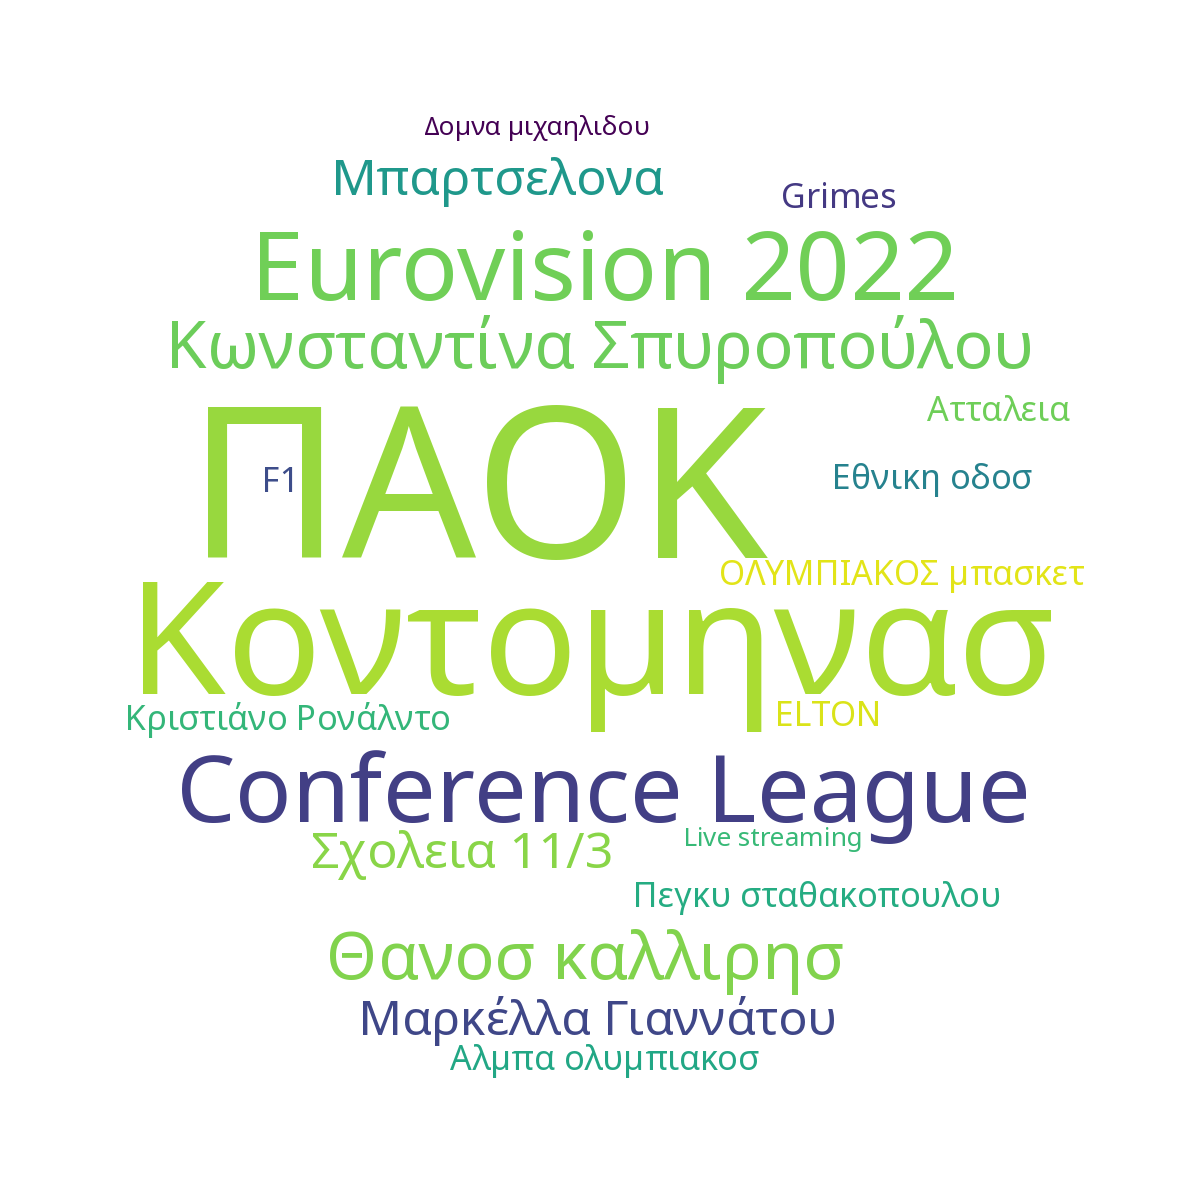 Δομνα μιχαηλιδου
Μπαρτσελονα
Grimes
Eurovision 2022
Κωνσταντίνα Σπυροπούλου
Ατταλεια
ΠΑΟΚ
F1
Εθνικη οδοσ
ΟΛΥΜΠΙΑΚΟΣ μπασκετ
Κοντομηνασ
Κριστιάνο Ρονάλντο
ELTON
Conference League
Σχολεια 11/3
Live streaming
Πεγκυ σταθακοπουλου
Θανοσ καλλιρησ
Μαρκέλλα Γιαννάτου
Αλμπα ολυμπιακοσ